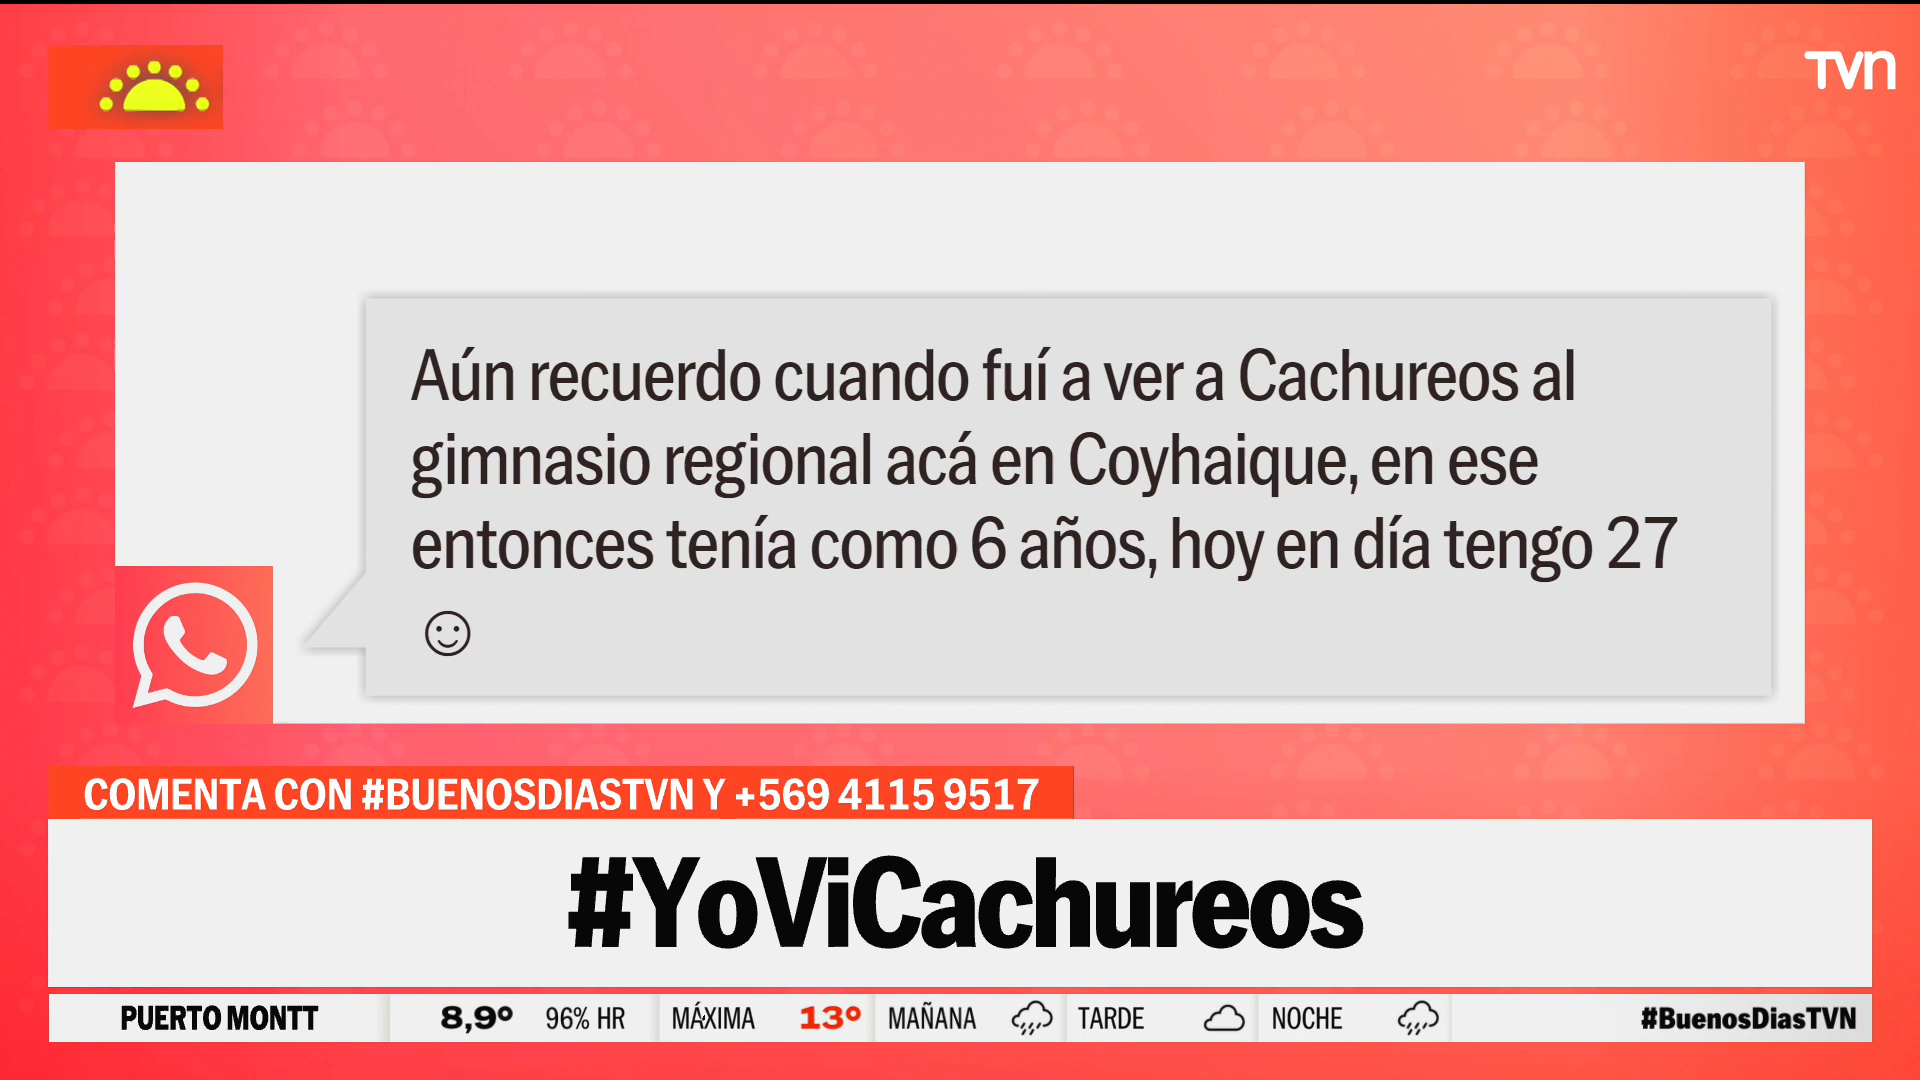 TVN
Aún recuerdo cuando fuí a ver a Cachureos al
gimnasio regional acá en Coyhaique, en ese
entonces tenía como 6 años, hoy en día tengo 27
☺
COMENTA CON #BUENOSDIASTVN Y +569 4115 9517
#YoViCachureos
PUERTO MONTT 8,9º 96% HR MÁXIMA 13º MAÑANA TARDE NOCHE #BuenosDiasTVN